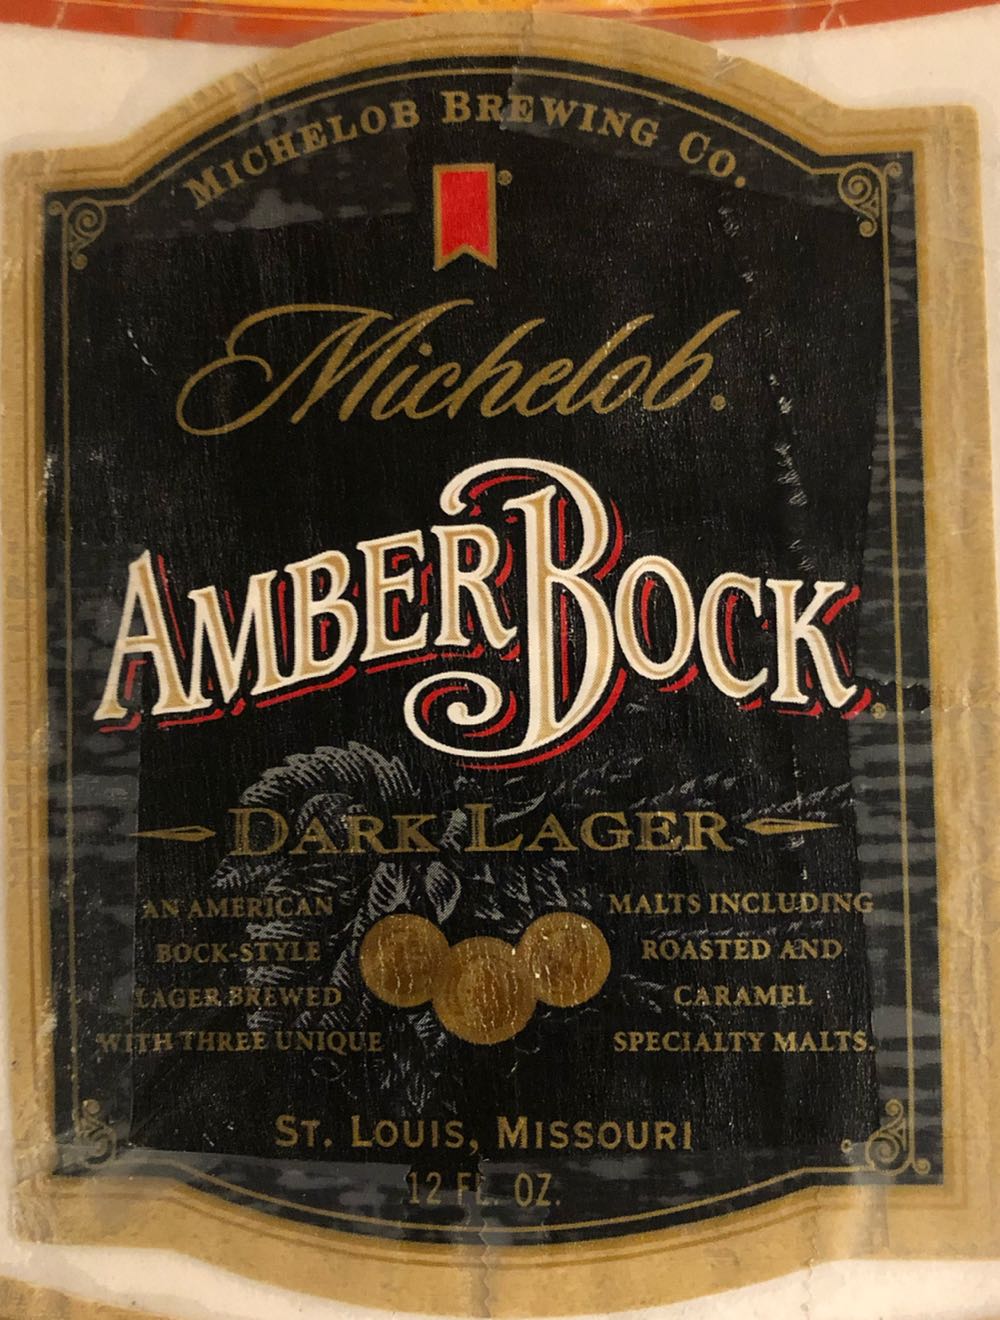 MICHELOB BREWING CO.
Michelob.
AMBERBOCK
DARK LAGER
AN AMERICAN
BOCK-STYLE
LAGER BREWED
WITH THREE UNIQUE
MALTS INCLUDING
ROASTED AND
CARAMEL
SPECIALTY MALTS.
ST. LOUIS, MISSOURI
12 FL. OZ.